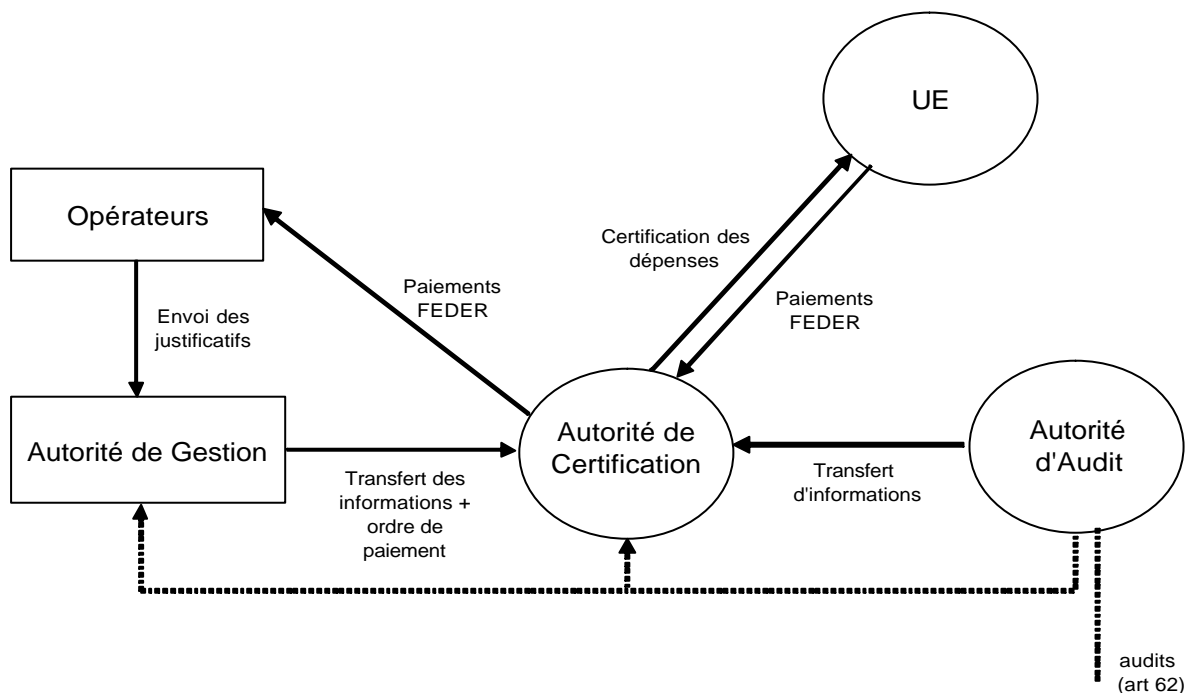 UE
Opérateurs
Certification des
dépenses
Paiements
FEDER
Paiements
FEDER
Envoi des
justificatifs
Autorité de Gestion
Autorité de
Certification
Autorité
d'Audit
Transfert des
informations +
ordre de
paiement
Transfert
d'informations
audits
(art 62)